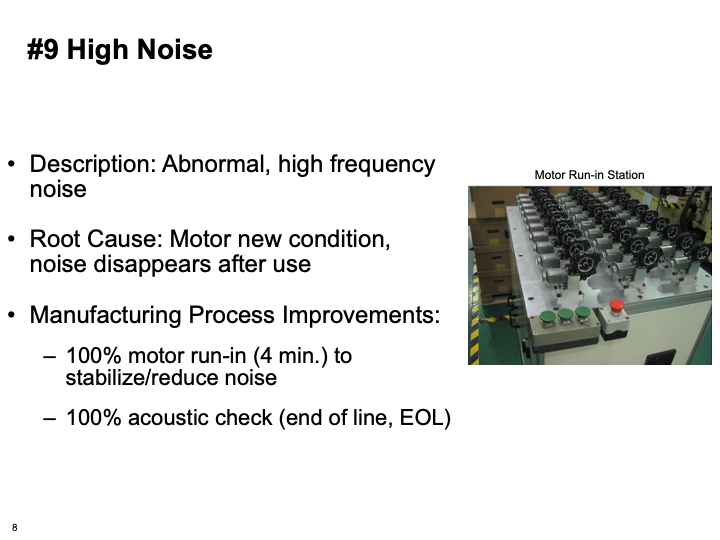 #9 High Noise
• Description: Abnormal, high frequency
noise
Motor Run-in Station
• Root Cause: Motor new condition,
noise disappears after use
• Manufacturing Process Improvements:
– 100% motor run-in (4 min.) to
stabilize/reduce noise
– 100% acoustic check (end of line, EOL)
8